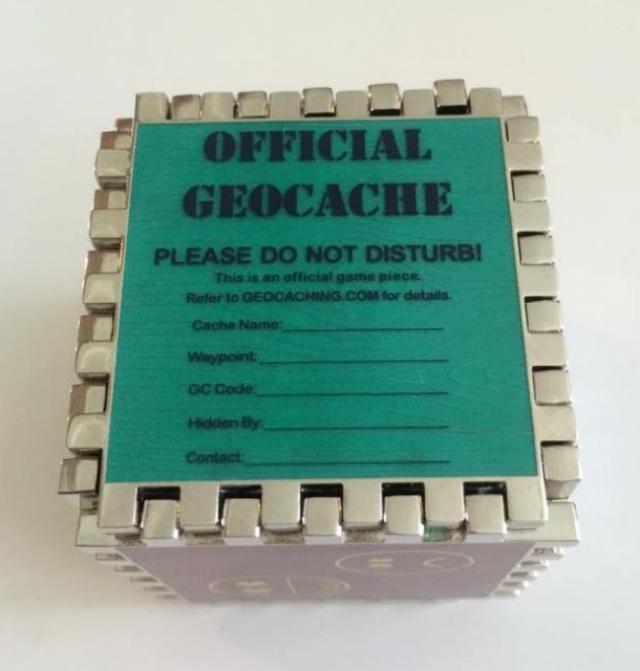 OFFICIAL
GEOCACHE
PLEASE DO NOT DISTURB!
This is an official game piece.
Refer to GEOCACHING.COM for details.
Cache Name:
Waypoint:
GC Code:
Hidden By:
Contact: